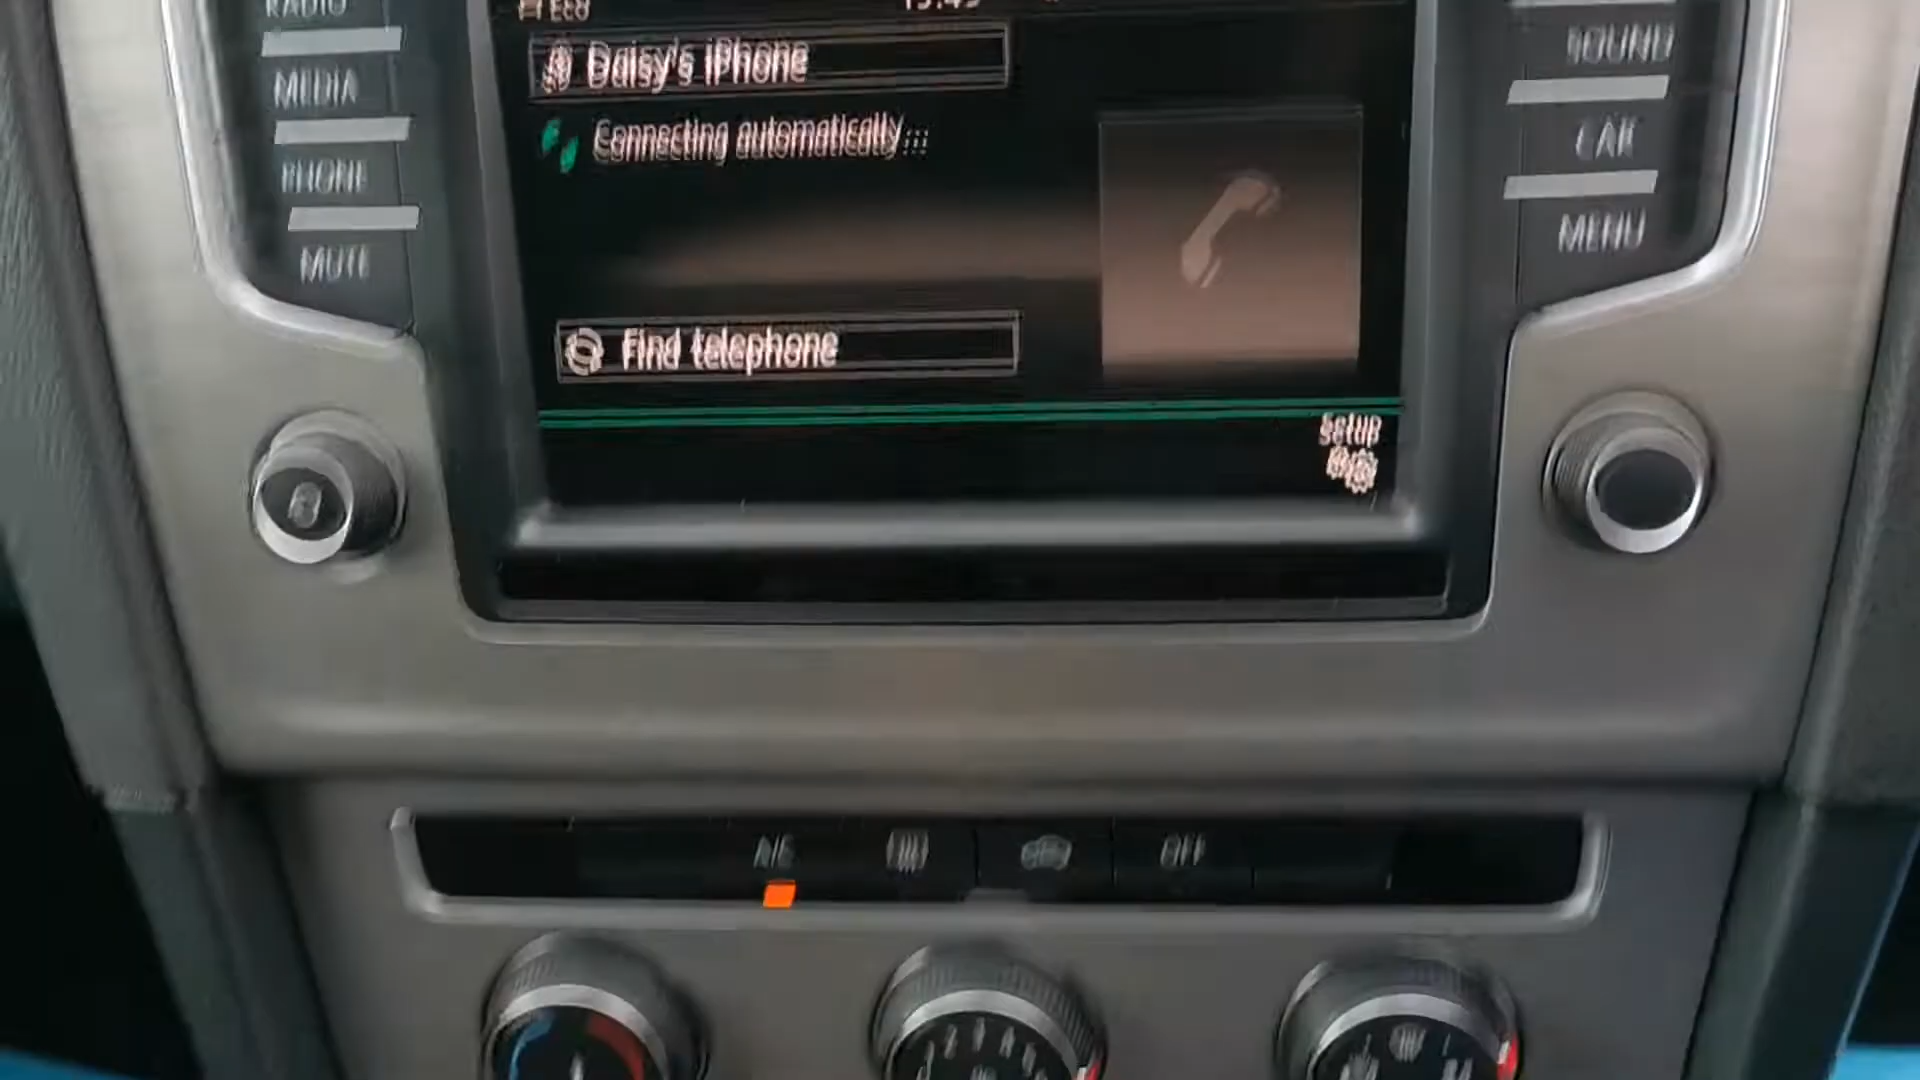 RADIO
MEDIA
PHONE
MUTE
Daisy's iPhone
Connecting automatically...
Find telephone
Setup
SOUND
CAR
MENU
A/C
OFF